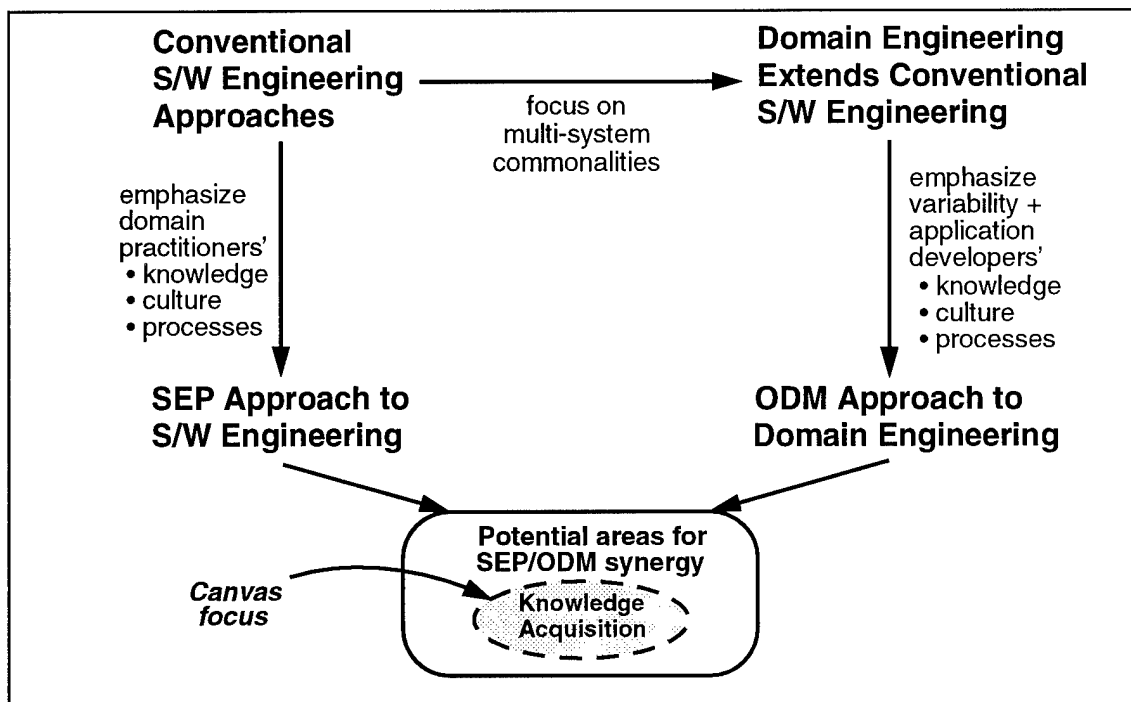 Conventional
S/W Engineering
Approaches
focus on
multi-system
commonalities
Domain Engineering
Extends Conventional
S/W Engineering
emphasize
domain
practitioners'
• knowledge
• culture
• processes
emphasize
variability +
application
developers'
• knowledge
• culture
• processes
SEP Approach to
S/W Engineering
ODM Approach to
Domain Engineering
Potential areas for
SEP/ODM synergy
Canvas
focus
Knowledge
Acquisition